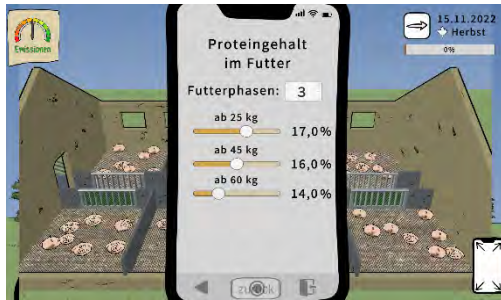 Emissionen
Proteingehalt
im Futter
Futterphasen: 3
ab 25 kg
17,0%
ab 45 kg
16,0%
ab 60 kg
14,0%
zurück
15.11.2022
Herbst
0%